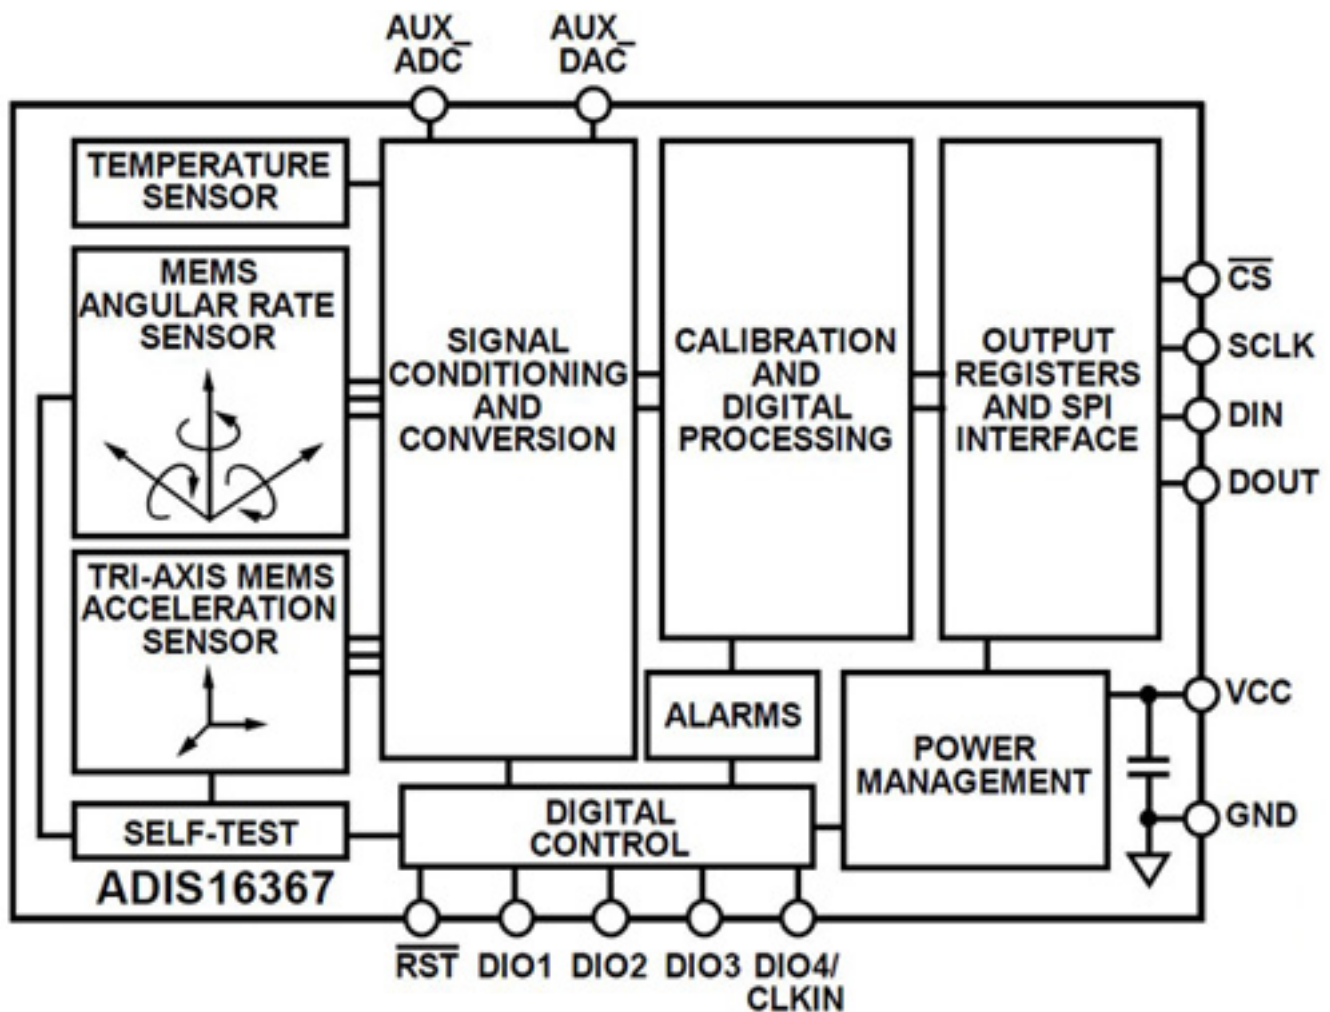 AUX_
ADC
AUX_
DAC
TEMPERATURE
SENSOR
MEMS
ANGULAR RATE
SENSOR
TRI-AXIS MEMS
ACCELERATION
SENSOR
SELF-TEST
ADIS16367
SIGNAL
CONDITIONING
AND
CONVERSION
CALIBRATION
AND
DIGITAL
PROCESSING
OUTPUT
REGISTERS
AND SPI
INTERFACE
ALARMS
DIGITAL
CONTROL
POWER
MANAGEMENT
CS
SCLK
DIN
DOUT
VCC
GND
RST
DIO1
DIO2
DIO3
DIO4/
CLKIN